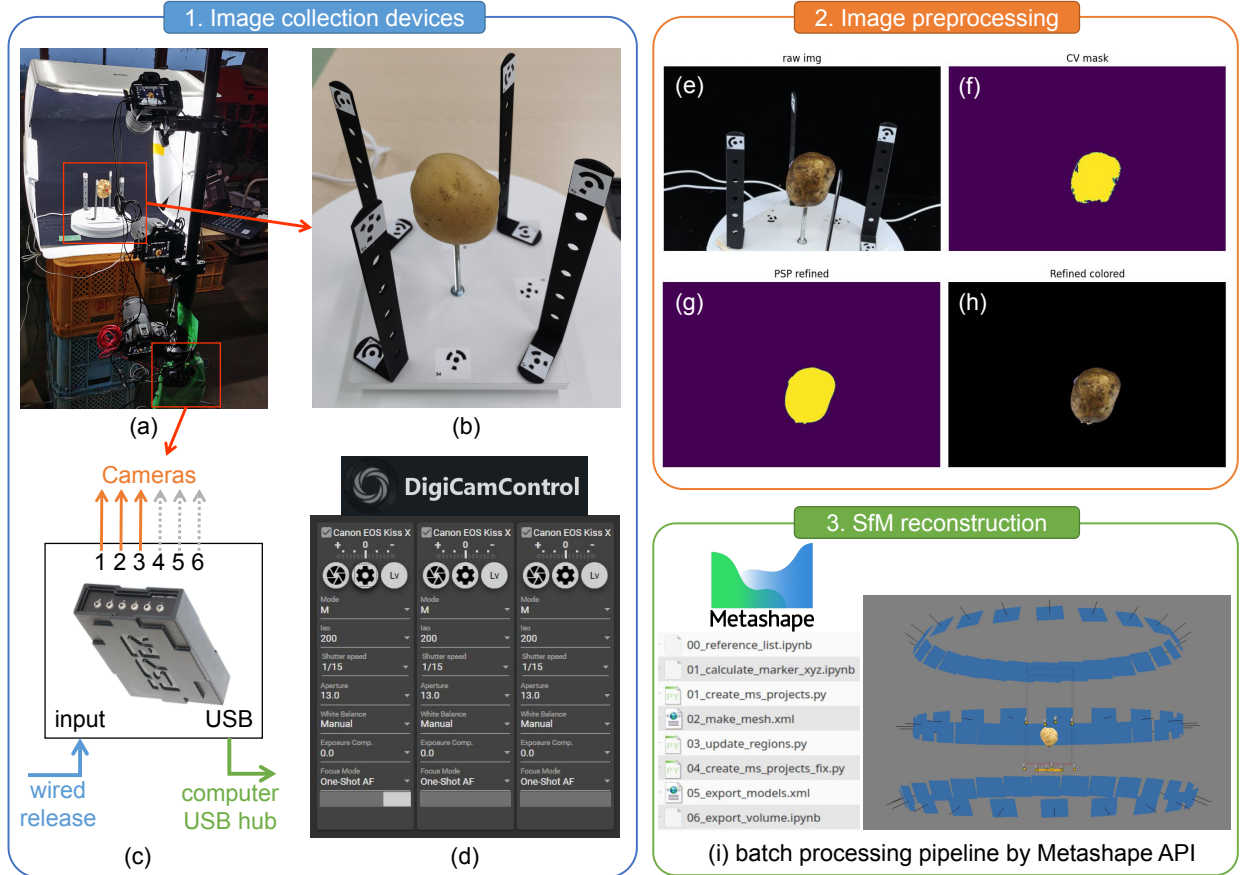 1. Image collection devices
(a)
(b)
Cameras
1 2 3 4 5 6
ESPER
input
USB
wired
release
computer
USB hub
(c)
DigiCamControl
Canon EOS Kiss X
Canon EOS Kiss X
Canon EOS Kiss X
+ 0 -
+ 0 -
+ 0 -
Lv
Lv
Lv
Mode
Mode
Mode
M
M
M
Iso
Iso
Iso
200
200
200
Shutter speed
Shutter speed
Shutter speed
1/15
1/15
1/15
Aperture
Aperture
Aperture
13.0
13.0
13.0
White Balance
White Balance
White Balance
Manual
Manual
Manual
Exposure Comp.
Exposure Comp.
Exposure Comp.
0.0
0.0
0.0
Focus Mode
Focus Mode
Focus Mode
One-Shot AF
One-Shot AF
One-Shot AF
(d)
2. Image preprocessing
raw img
CV mask
(e)
(f)
PSP refined
Refined colored
(g)
(h)
3. SfM reconstruction
Metashape
00_reference_list.ipynb
01_calculate_marker_xyz.ipynb
01_create_ms_projects.py
02_make_mesh.xml
03_update_regions.py
04_create_ms_projects_fix.py
05_export_models.xml
06_export_volume.ipynb
(i) batch processing pipeline by Metashape API